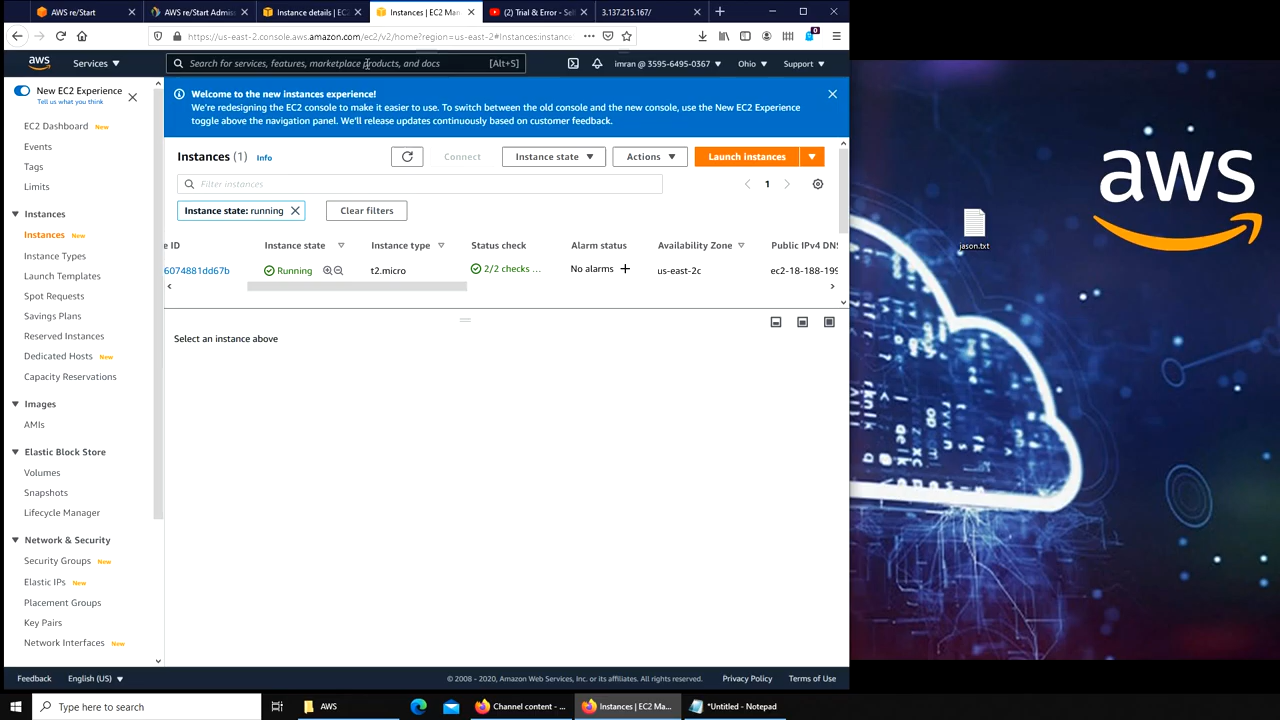 AWS re/Start
AWS re/Start Admiss
Instance details | EC2
Instances | EC2 Man
(2) Trial & Error - Self
3.137.215.167/
https://us-east-2.console.aws.amazon.com/ec2/v2/home?region=us-east-2#Instances:instance
aws
Services
Search for services, features, marketplace products, and docs
[Alt+S]
imran @ 3595-6495-0367
Ohio
Support
New EC2 Experience
Tell us what you think
EC2 Dashboard New
Events
Tags
Limits
Instances
Instances New
Instance Types
Launch Templates
Spot Requests
Savings Plans
Reserved Instances
Dedicated Hosts New
Capacity Reservations
Images
AMIs
Elastic Block Store
Volumes
Snapshots
Lifecycle Manager
Network & Security
Security Groups New
Elastic IPs New
Placement Groups
Key Pairs
Network Interfaces New
Welcome to the new instances experience!
We're redesigning the EC2 console to make it easier to use. To switch between the old console and the new console, use the New EC2 Experience
toggle above the navigation panel. We'll release updates continuously based on customer feedback.
Instances (1) Info
Connect
Instance state
Actions
Launch instances
Filter instances
1
Instance state: running
Clear filters
e ID
Instance state
Instance type
Status check
Alarm status
Availability Zone
Public IPv4 DNS
6074881dd67b
Running
t2.micro
2/2 checks ...
No alarms
us-east-2c
ec2-18-188-199
Select an instance above
Feedback
English (US)
© 2008 - 2020, Amazon Web Services, Inc. or its affiliates. All rights reserved.
Privacy Policy
Terms of Use
jason.txt
aws
Type here to search
AWS
Channel content - ...
Instances | EC2 Ma...
*Untitled - Notepad